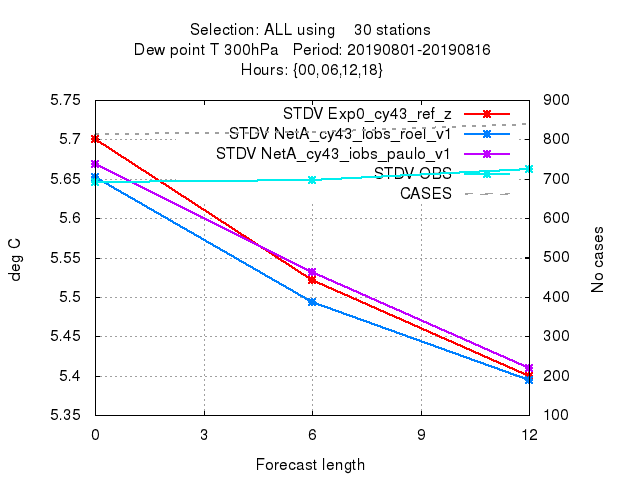 Selection: ALL using    30 stations
Dew point T 300hPa   Period: 20190801-20190816
Hours: {00,06,12,18}
5.75
5.7
5.65
5.6
5.55
5.5
5.45
5.4
5.35
deg C
STDV Exp0_cy43_ref_z
STDV NetA_cy43_iobs_roel_v1
STDV NetA_cy43_iobs_paulo_v1
STDV OBS
CASES
900
800
700
600
500
400
300
200
100
No cases
0 3 6 9 12
Forecast length